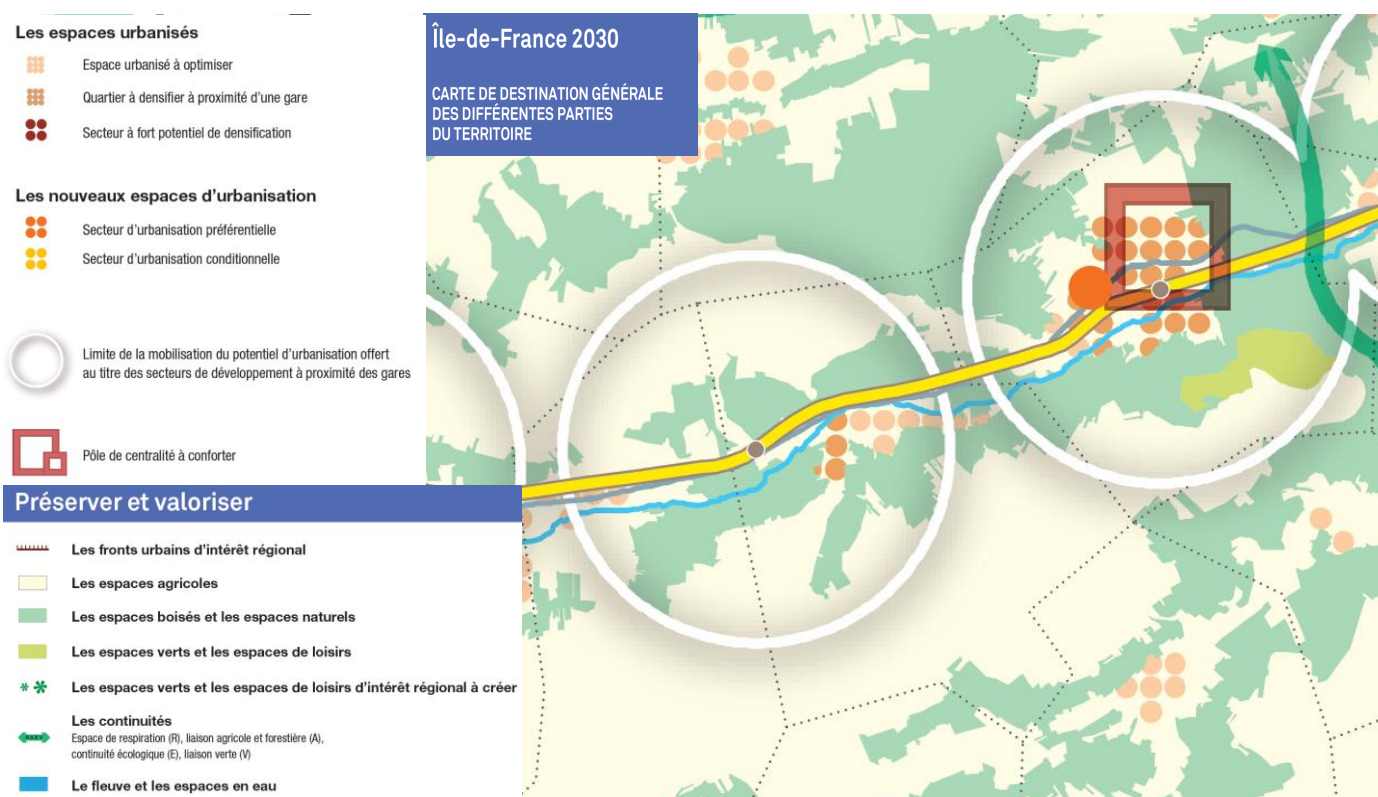 Les espaces urbanisés
Espace urbanisé à optimiser
Quartier à densifier à proximité d'une gare
Secteur à fort potentiel de densification
Les nouveaux espaces d'urbanisation
Secteur d'urbanisation préférentielle
Secteur d'urbanisation conditionnelle
Limite de la mobilisation du potentiel d'urbanisation offert
au titre des secteurs de développement à proximité des gares
Pôle de centralité à conforter
Île-de-France 2030
CARTE DE DESTINATION GÉNÉRALE
DES DIFFÉRENTES PARTIES
DU TERRITOIRE
Préserver et valoriser
Les fronts urbains d'intérêt régional
Les espaces agricoles
Les espaces boisés et les espaces naturels
Les espaces verts et les espaces de loisirs
Les espaces verts et les espaces de loisirs d'intérêt régional à créer
Les continuités
Espace de respiration (R), liaison agricole et forestière (A),
continuité écologique (E), liaison verte (V)
Le fleuve et les espaces en eau